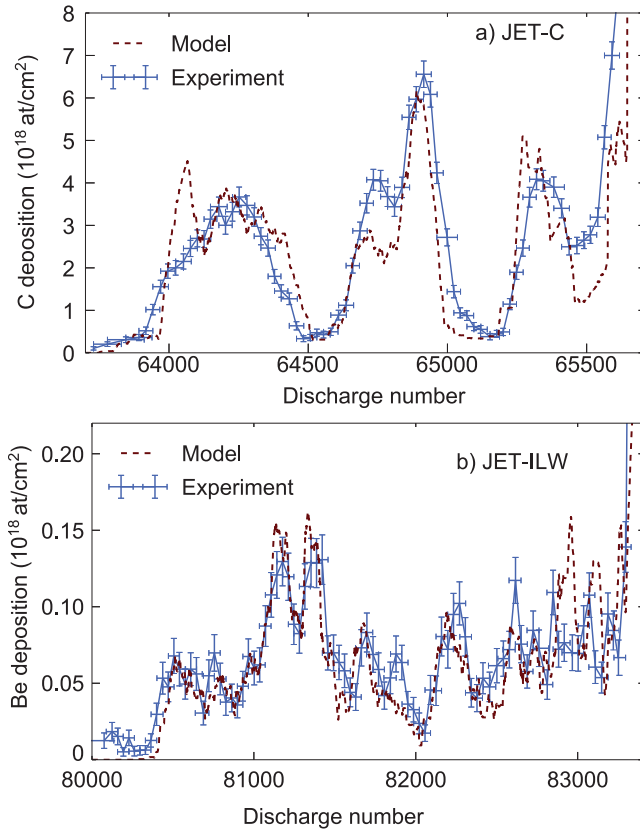 8
7
6
5
4
3
2
1
0
C deposition (10¹⁸ at/cm²)
a) JET-C
Model
Experiment
64000 64500 65000 65500
Discharge number
0.20
0.15
0.10
0.05
0
Be deposition (10¹⁸ at/cm²)
b) JET-ILW
Model
Experiment
80000 81000 82000 83000
Discharge number